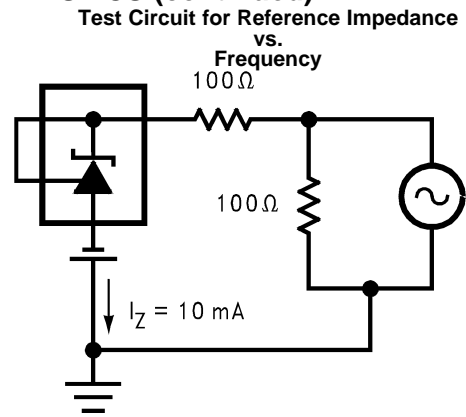 Test Circuit for Reference Impedance
vs.
Frequency
100Ω
100Ω
I_Z = 10 mA